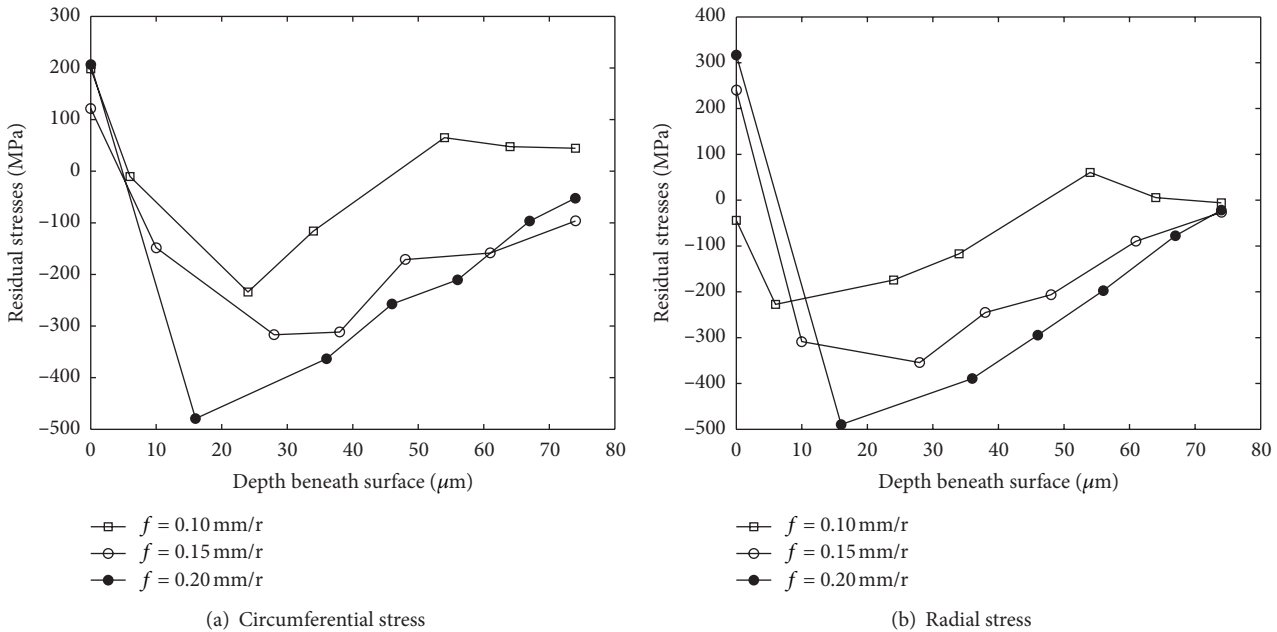 300
200
100
0
−100
−200
−300
−400
−500
Residual stresses (MPa)
0 10 20 30 40 50 60 70 80
Depth beneath surface (μm)
f = 0.10 mm/r
f = 0.15 mm/r
f = 0.20 mm/r
(a) Circumferential stress
400
300
200
100
0
−100
−200
−300
−400
−500
Residual stresses (MPa)
0 10 20 30 40 50 60 70 80
Depth beneath surface (μm)
f = 0.10 mm/r
f = 0.15 mm/r
f = 0.20 mm/r
(b) Radial stress